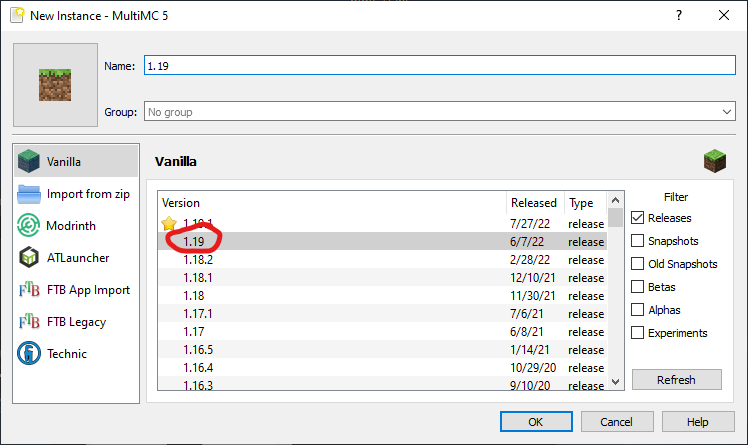 New Instance - MultiMC 5
Name: 1.19
Group: No group
Vanilla
Import from zip
Modrinth
ATLauncher
FTB App Import
FTB Legacy
Technic
Vanilla
Version Released Type
1.19.1 7/27/22 release
1.19 6/7/22 release
1.18.2 2/28/22 release
1.18.1 12/10/21 release
1.18 11/30/21 release
1.17.1 7/6/21 release
1.17 6/8/21 release
1.16.5 1/14/21 release
1.16.4 10/29/20 release
1.16.3 9/10/20 release
Filter
Releases
Snapshots
Old Snapshots
Betas
Alphas
Experiments
Refresh
OK Cancel Help